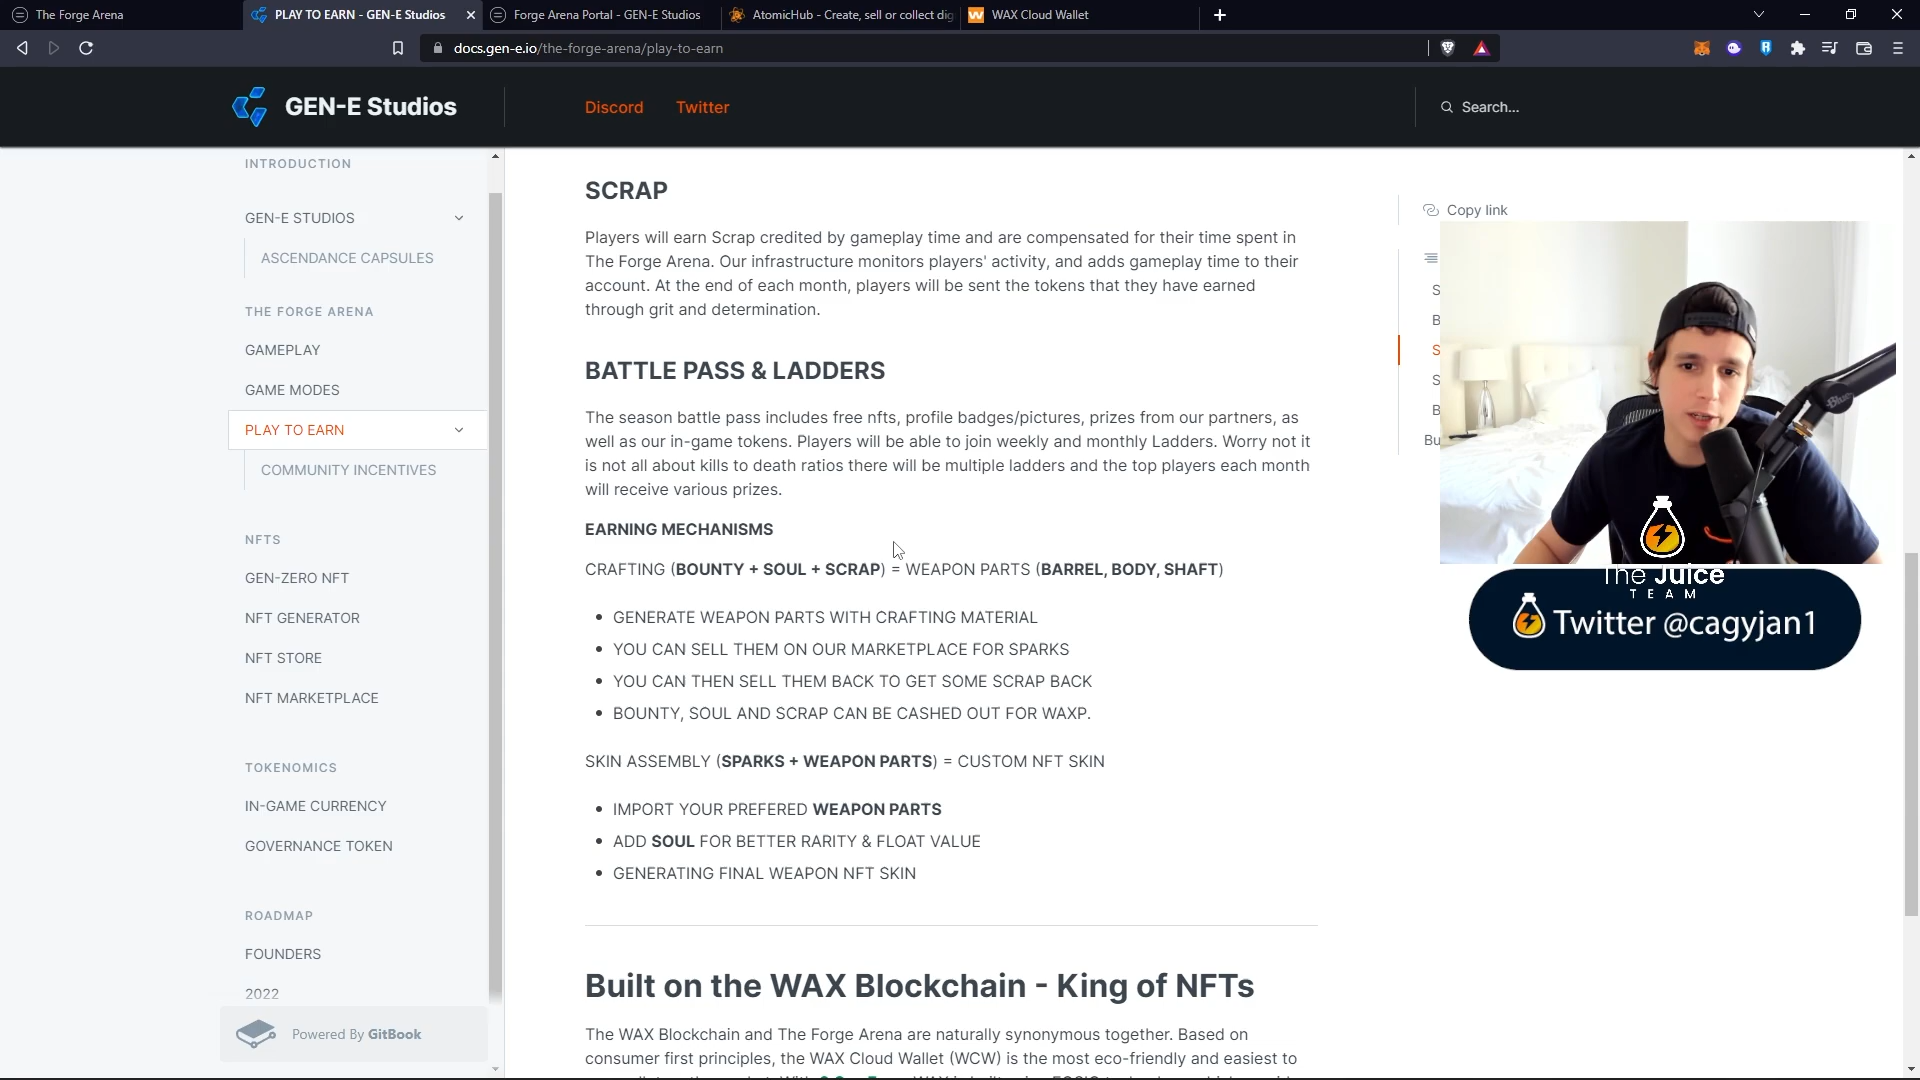 The Forge Arena
PLAY TO EARN - GEN-E Studios
Forge Arena Portal - GEN-E Studios
AtomicHub - Create, sell or collect dig
WAX Cloud Wallet
docs.gen-e.io/the-forge-arena/play-to-earn
GEN-E Studios
Discord
Twitter
Search...
INTRODUCTION
GEN-E STUDIOS
ASCENDANCE CAPSULES
THE FORGE ARENA
GAMEPLAY
GAME MODES
PLAY TO EARN
COMMUNITY INCENTIVES
NFTS
GEN-ZERO NFT
NFT GENERATOR
NFT STORE
NFT MARKETPLACE
TOKENOMICS
IN-GAME CURRENCY
GOVERNANCE TOKEN
ROADMAP
FOUNDERS
2022
Powered By GitBook
SCRAP
Players will earn Scrap credited by gameplay time and are compensated for their time spent in
The Forge Arena. Our infrastructure monitors players' activity, and adds gameplay time to their
account. At the end of each month, players will be sent the tokens that they have earned
through grit and determination.
BATTLE PASS & LADDERS
The season battle pass includes free nfts, profile badges/pictures, prizes from our partners, as
well as our in-game tokens. Players will be able to join weekly and monthly Ladders. Worry not it
is not all about kills to death ratios there will be multiple ladders and the top players each month
will receive various prizes.
EARNING MECHANISMS
CRAFTING (BOUNTY + SOUL + SCRAP) = WEAPON PARTS (BARREL, BODY, SHAFT)
• GENERATE WEAPON PARTS WITH CRAFTING MATERIAL
• YOU CAN SELL THEM ON OUR MARKETPLACE FOR SPARKS
• YOU CAN THEN SELL THEM BACK TO GET SOME SCRAP BACK
• BOUNTY, SOUL AND SCRAP CAN BE CASHED OUT FOR WAXP.
SKIN ASSEMBLY (SPARKS + WEAPON PARTS) = CUSTOM NFT SKIN
• IMPORT YOUR PREFERED WEAPON PARTS
• ADD SOUL FOR BETTER RARITY & FLOAT VALUE
• GENERATING FINAL WEAPON NFT SKIN
Built on the WAX Blockchain - King of NFTs
The WAX Blockchain and The Forge Arena are naturally synonymous together. Based on
consumer first principles, the WAX Cloud Wallet (WCW) is the most eco-friendly and easiest to
Copy link
S
B
S
S
B
Bu
Blue
The Juice
TEAM
Twitter @cagyjan1